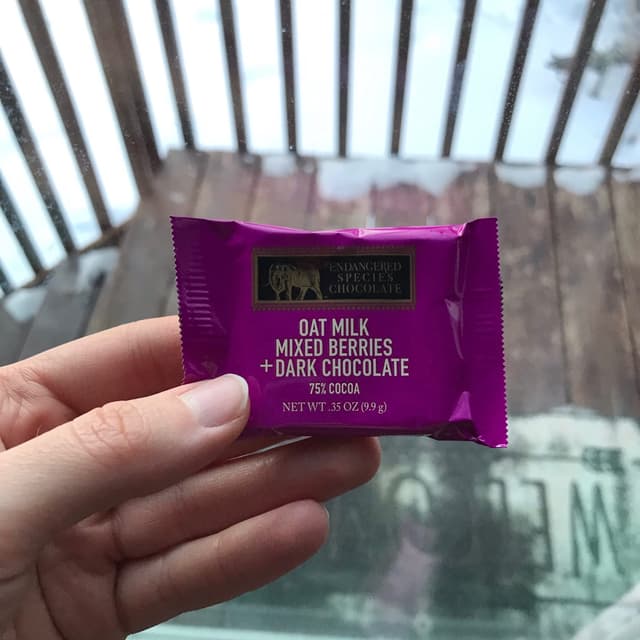 ENDANGERED
SPECIES
CHOCOLATE
OAT MILK
MIXED BERRIES
+ DARK CHOCOLATE
75% COCOA
NET WT .35 OZ (9.9 g)